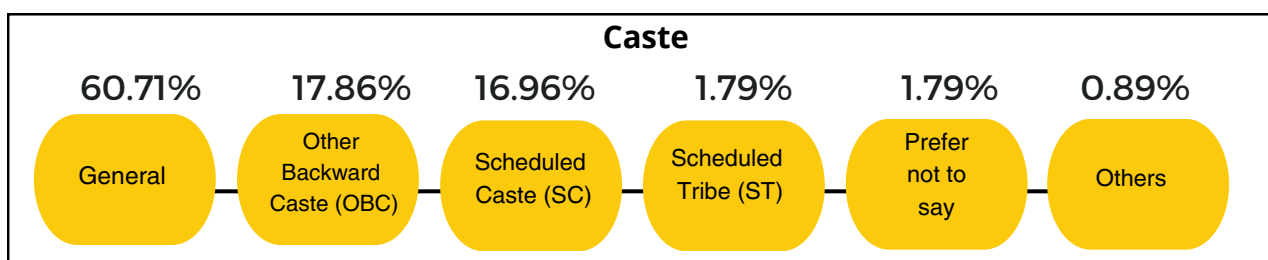 Caste
60.71% 17.86% 16.96% 1.79% 1.79% 0.89%
General
Other
Backward
Caste (OBC)
Scheduled
Caste (SC)
Scheduled
Tribe (ST)
Prefer
not to
say
Others